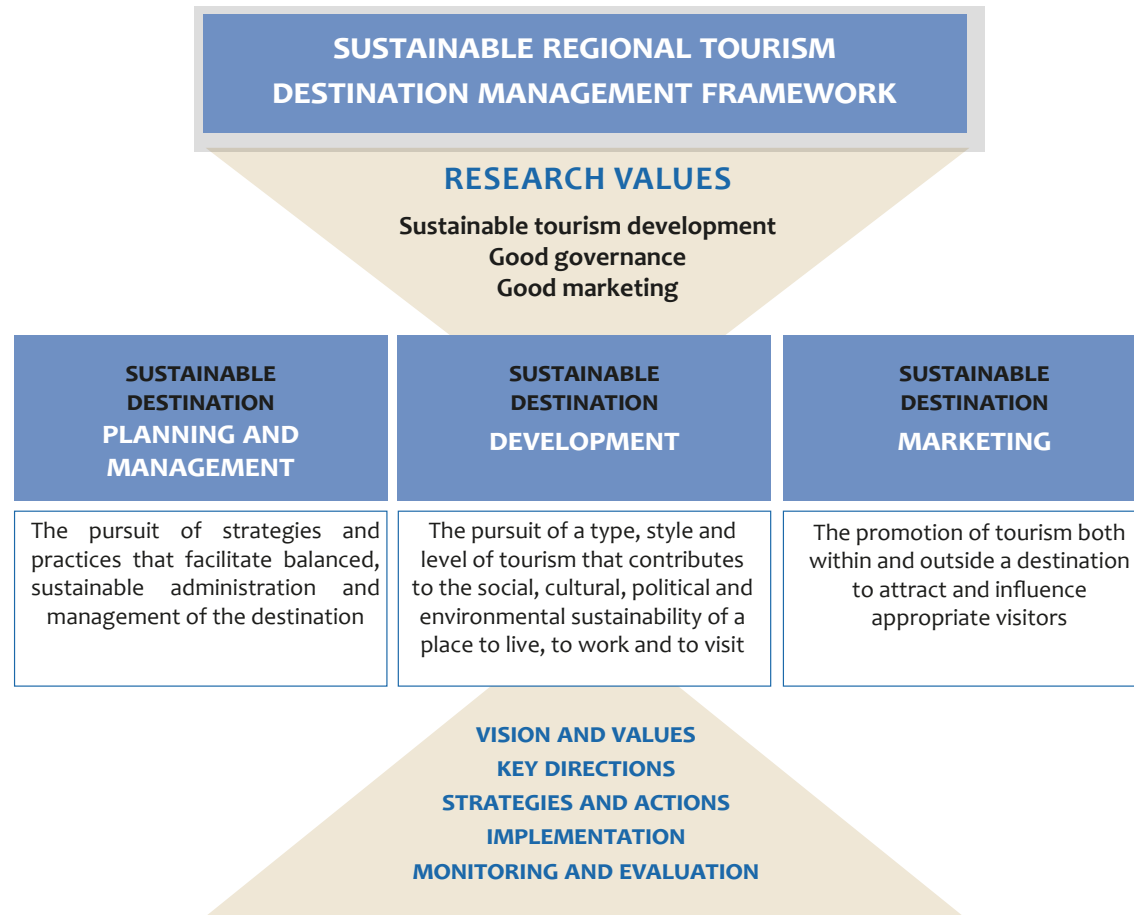 SUSTAINABLE REGIONAL TOURISM
DESTINATION MANAGEMENT FRAMEWORK
RESEARCH VALUES
Sustainable tourism development
Good governance
Good marketing
SUSTAINABLE
DESTINATION
PLANNING AND
MANAGEMENT
The pursuit of strategies and
practices that facilitate balanced,
sustainable administration and
management of the destination
SUSTAINABLE
DESTINATION
DEVELOPMENT
The pursuit of a type, style and
level of tourism that contributes
to the social, cultural, political and
environmental sustainability of a
place to live, to work and to visit
SUSTAINABLE
DESTINATION
MARKETING
The promotion of tourism both
within and outside a destination
to attract and influence
appropriate visitors
VISION AND VALUES
KEY DIRECTIONS
STRATEGIES AND ACTIONS
IMPLEMENTATION
MONITORING AND EVALUATION